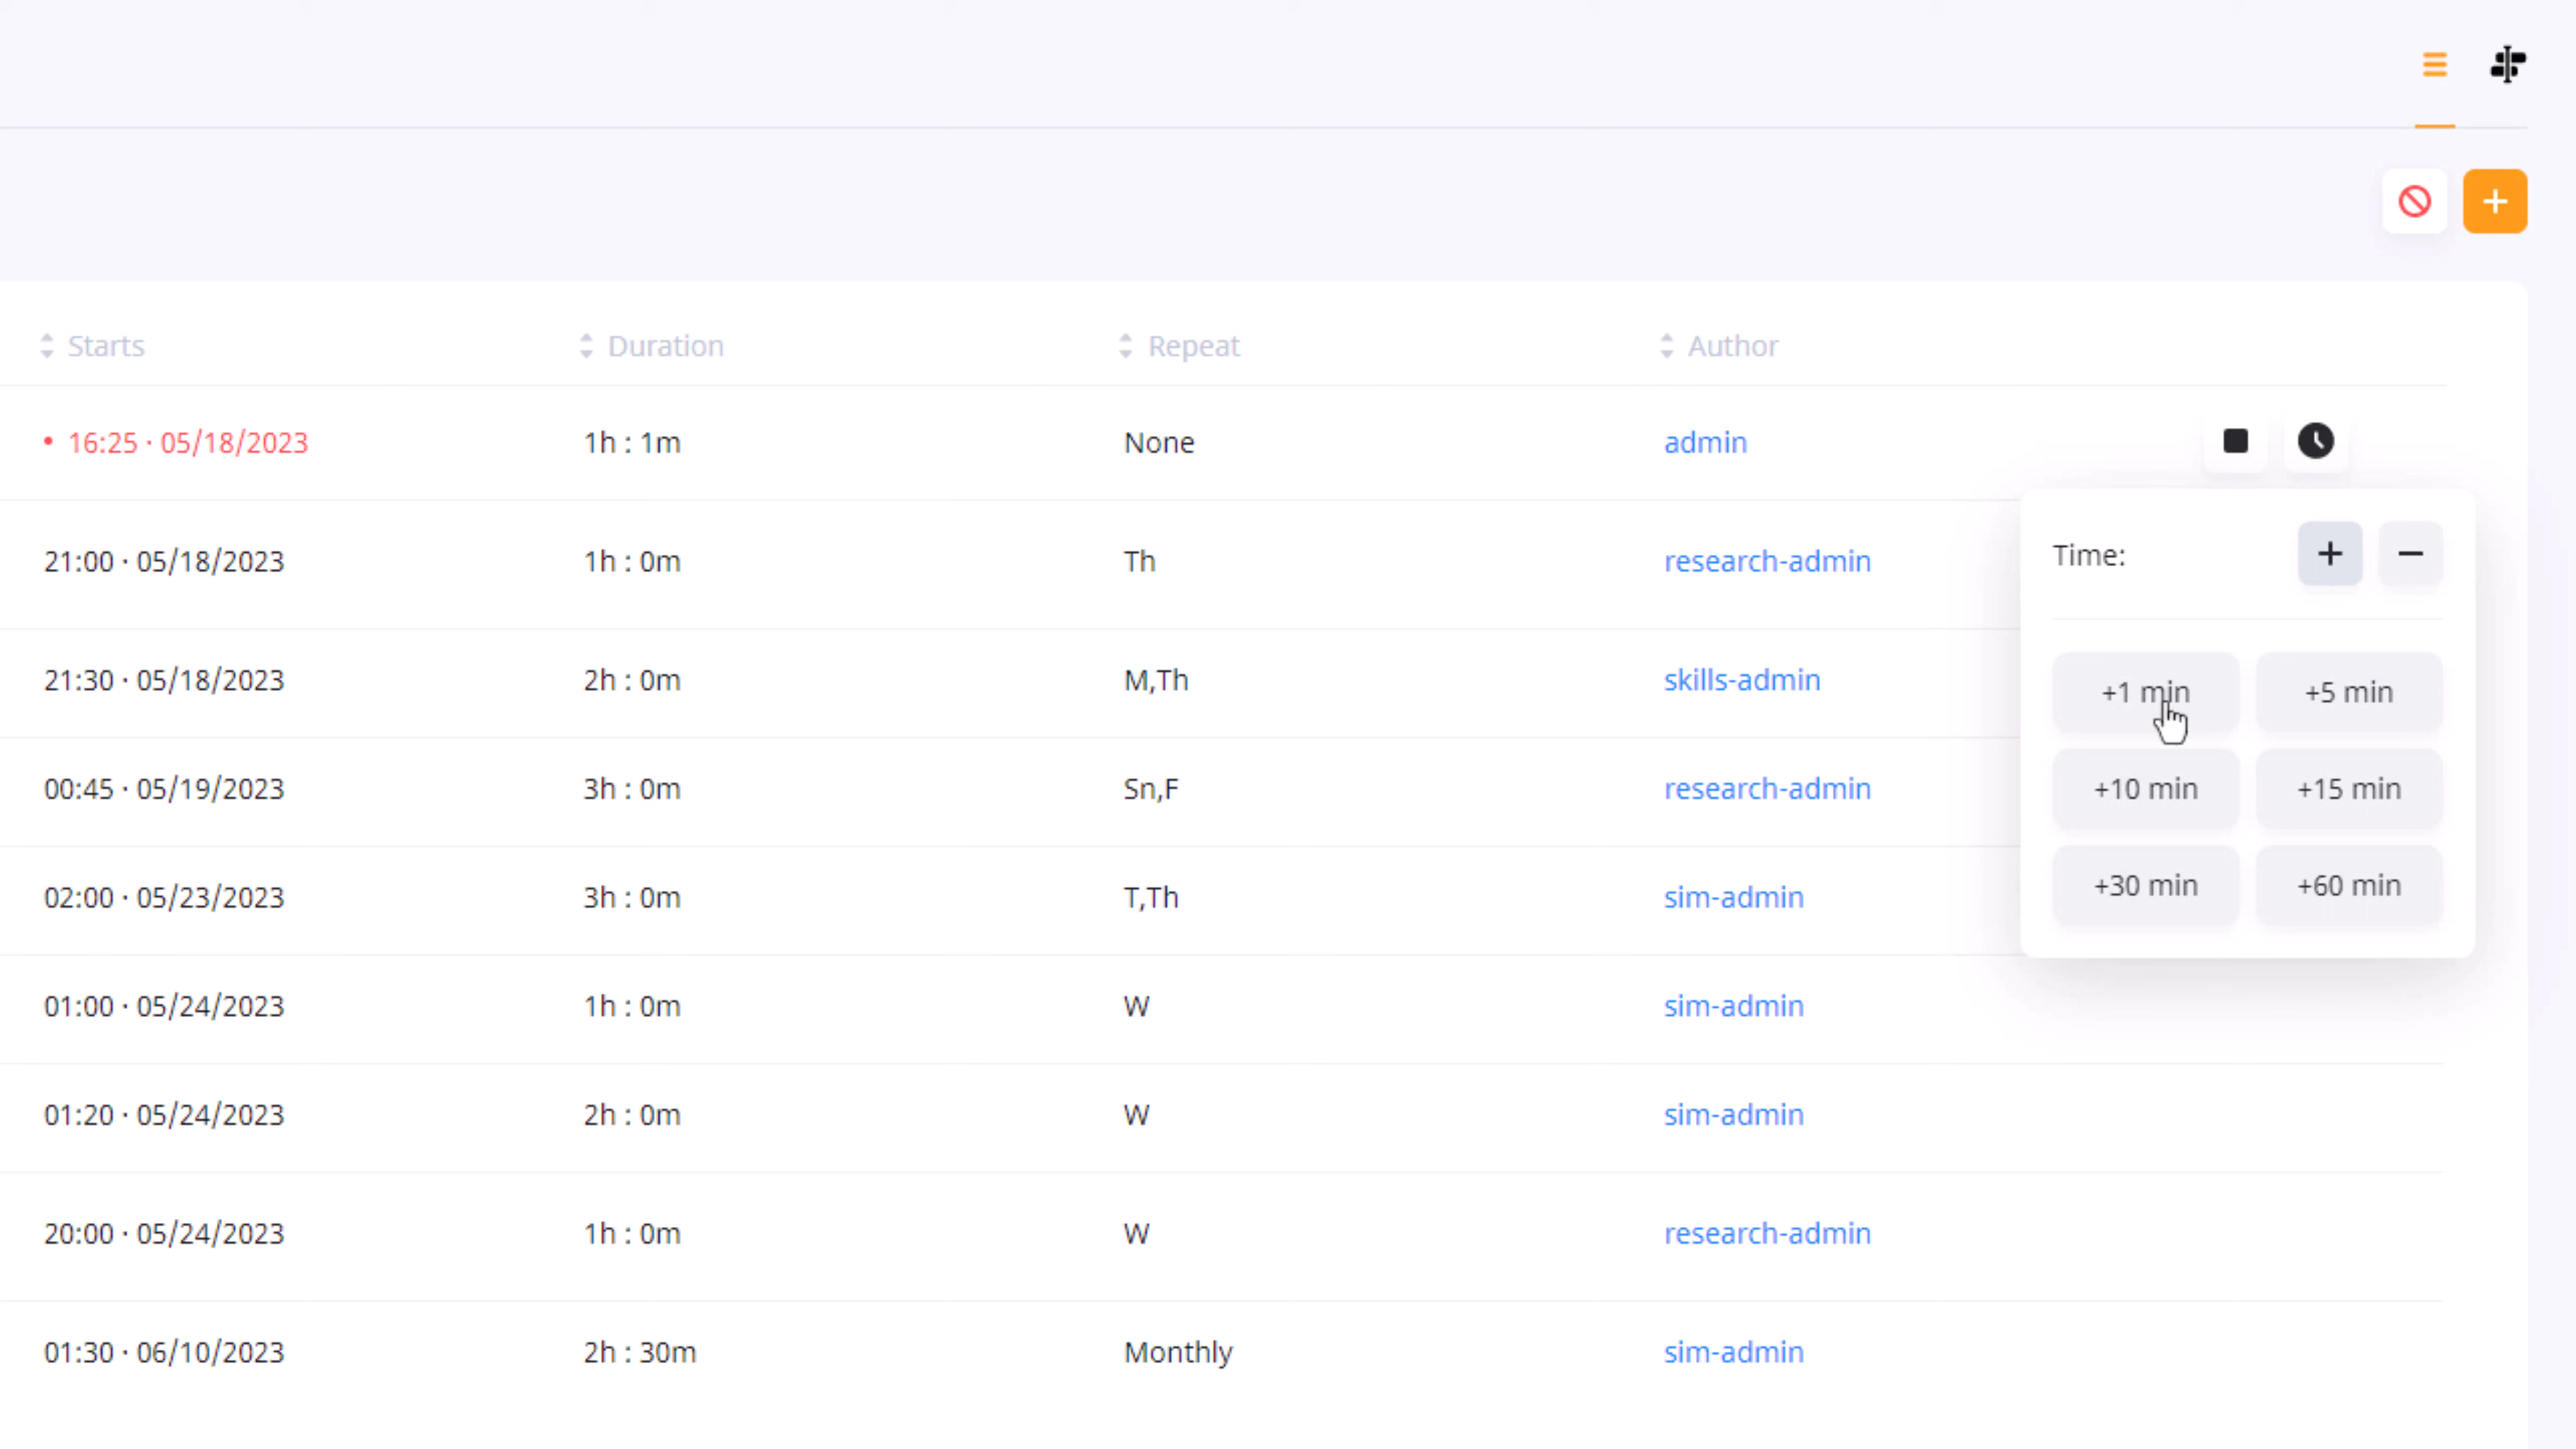 Starts Duration Repeat Author
• 16:25 · 05/18/2023 1h : 1m None admin
Time: + −
21:00 · 05/18/2023 1h : 0m Th research-admin
21:30 · 05/18/2023 2h : 0m M,Th skills-admin
+1 min +5 min
00:45 · 05/19/2023 3h : 0m Sn,F research-admin
+10 min +15 min
02:00 · 05/23/2023 3h : 0m T,Th sim-admin
+30 min +60 min
01:00 · 05/24/2023 1h : 0m W sim-admin
01:20 · 05/24/2023 2h : 0m W sim-admin
20:00 · 05/24/2023 1h : 0m W research-admin
01:30 · 06/10/2023 2h : 30m Monthly sim-admin